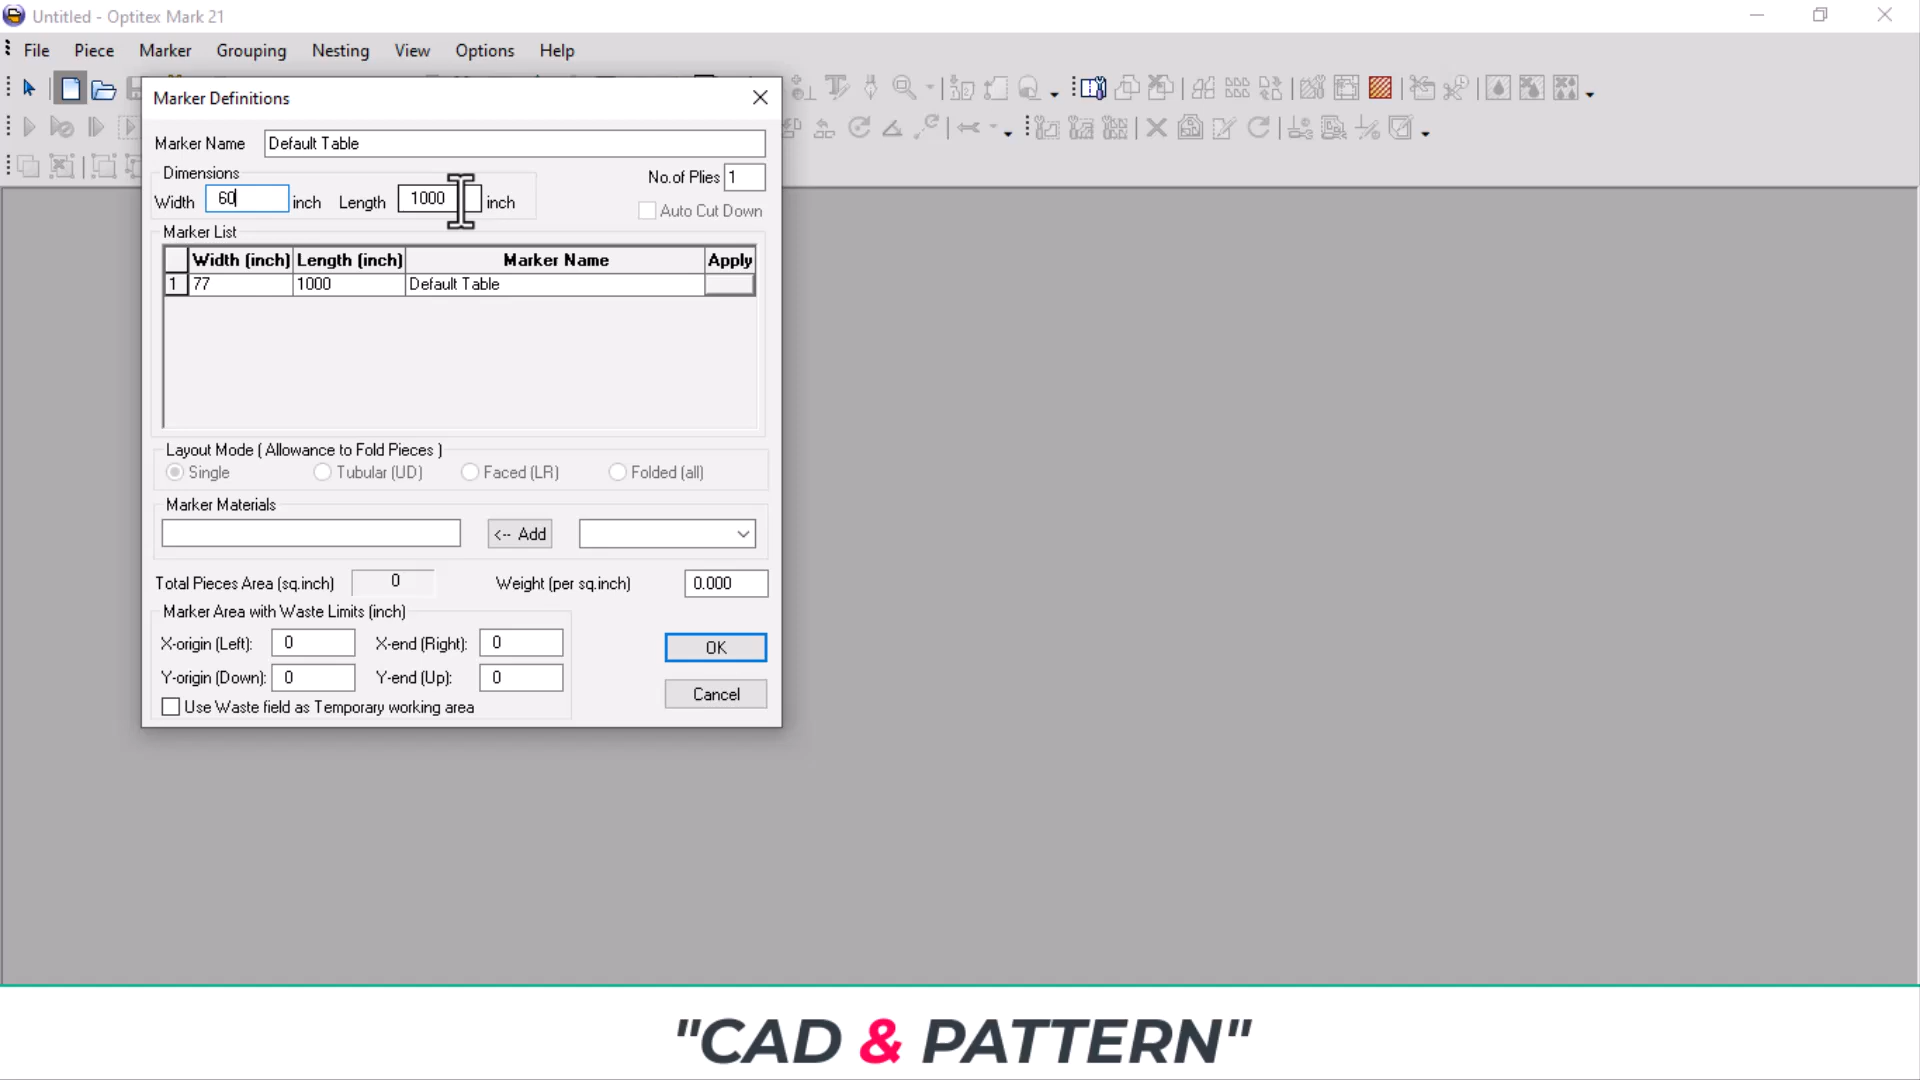 Untitled - Optitex Mark 21
File Piece Marker Grouping Nesting View Options Help
Marker Definitions
Marker Name Default Table
Dimensions
No.of Plies 1
Width 60 inch Length 1000 inch
Auto Cut Down
Marker List
Width (inch) Length (inch) Marker Name Apply
1 77 1000 Default Table
Layout Mode ( Allowance to Fold Pieces )
Single Tubular (UD) Faced (LR) Folded (all)
Marker Materials
<-- Add
Total Pieces Area (sq.inch) 0 Weight (per sq.inch) 0.000
Marker Area with Waste Limits (inch)
X-origin (Left): 0 X-end (Right): 0
OK
Y-origin (Down): 0 Y-end (Up): 0
Cancel
Use Waste field as Temporary working area
"CAD & PATTERN"